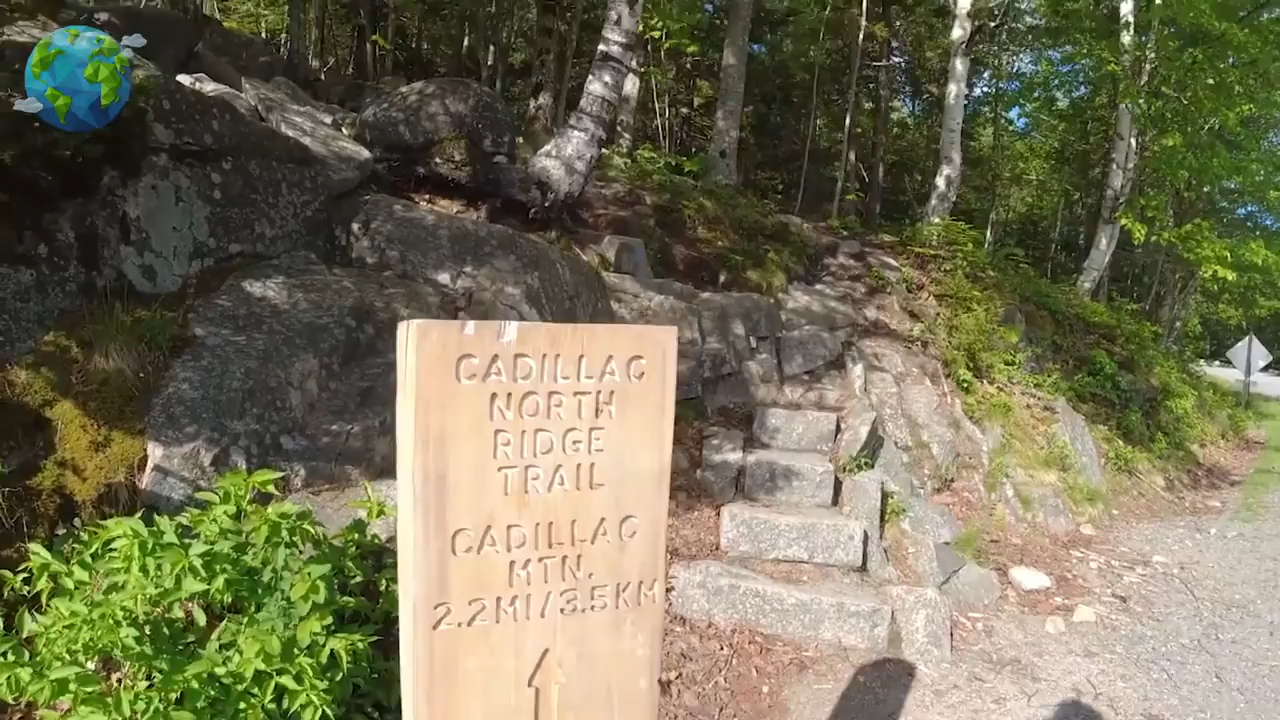 CADILLAC
NORTH
RIDGE
TRAIL
CADILLAC
MTN.
2.2MI/3.5KM